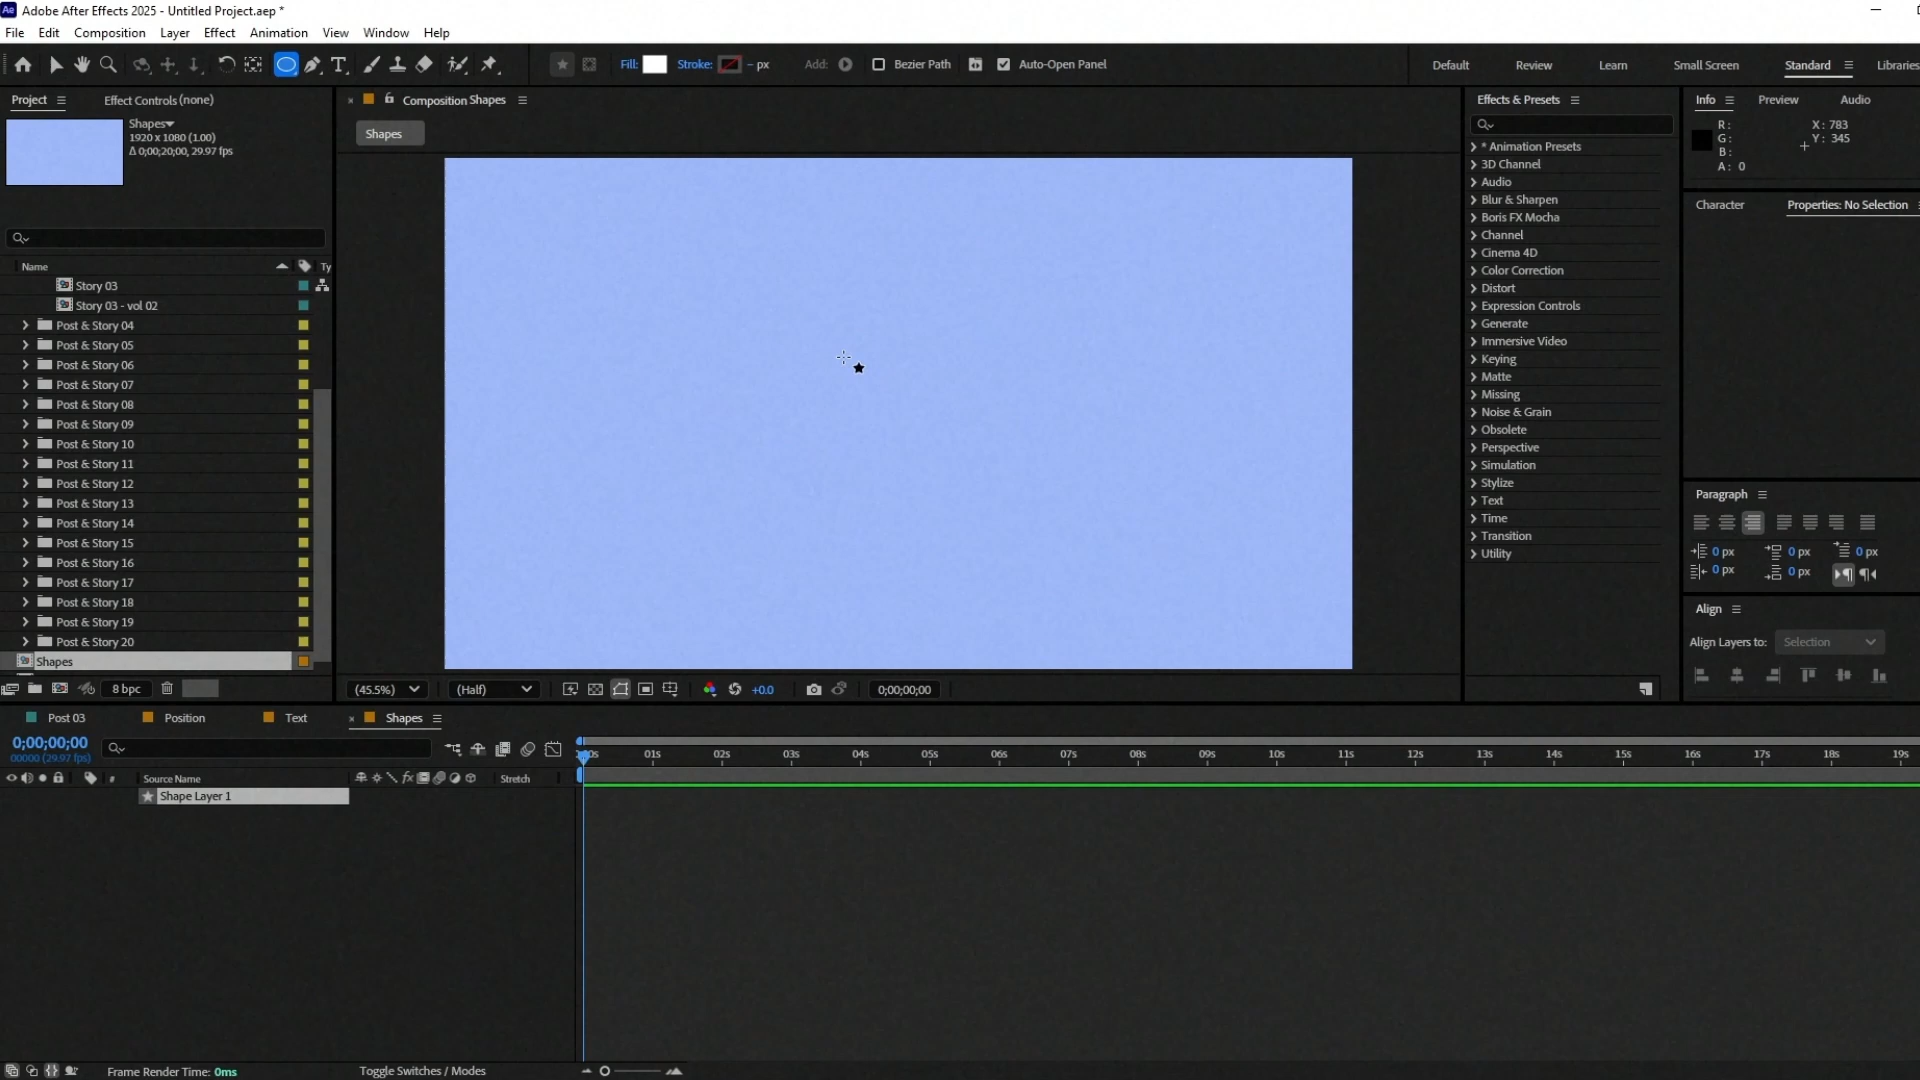 Ae Adobe After Effects 2025 - Untitled Project.aep *
File Edit Composition Layer Effect Animation View Window Help
Fill: Stroke: - px Add: Bezier Path Auto-Open Panel Default Review Learn Small Screen Standard Libraries
Project Effect Controls (none)
Shapes
1920 x 1080 (1.00)
Δ 0;00;20;00, 29.97 fps
Name Ty
Story 03
Story 03 - vol 02
Post & Story 04
Post & Story 05
Post & Story 06
Post & Story 07
Post & Story 08
Post & Story 09
Post & Story 10
Post & Story 11
Post & Story 12
Post & Story 13
Post & Story 14
Post & Story 15
Post & Story 16
Post & Story 17
Post & Story 18
Post & Story 19
Post & Story 20
Shapes
8 bpc
Composition Shapes
Shapes
(45.5%) (Half) +0.0 0;00;00;00
Effects & Presets
* Animation Presets
3D Channel
Audio
Blur & Sharpen
Boris FX Mocha
Channel
Cinema 4D
Color Correction
Distort
Expression Controls
Generate
Immersive Video
Keying
Matte
Missing
Noise & Grain
Obsolete
Perspective
Simulation
Stylize
Text
Time
Transition
Utility
Info Preview Audio
R: X: 783
G: Y: 345
B:
A: 0
Character Properties: No Selection
Paragraph
0 px 0 px 0 px
0 px 0 px
Align
Align Layers to: Selection
Post 03 Position Text Shapes
0;00;00;00
00000 (29.97 fps)
# Source Name fx Stretch
Shape Layer 1
01s 02s 03s 04s 05s 06s 07s 08s 09s 10s 11s 12s 13s 14s 15s 16s 17s 18s 19s
Frame Render Time: 0ms Toggle Switches / Modes